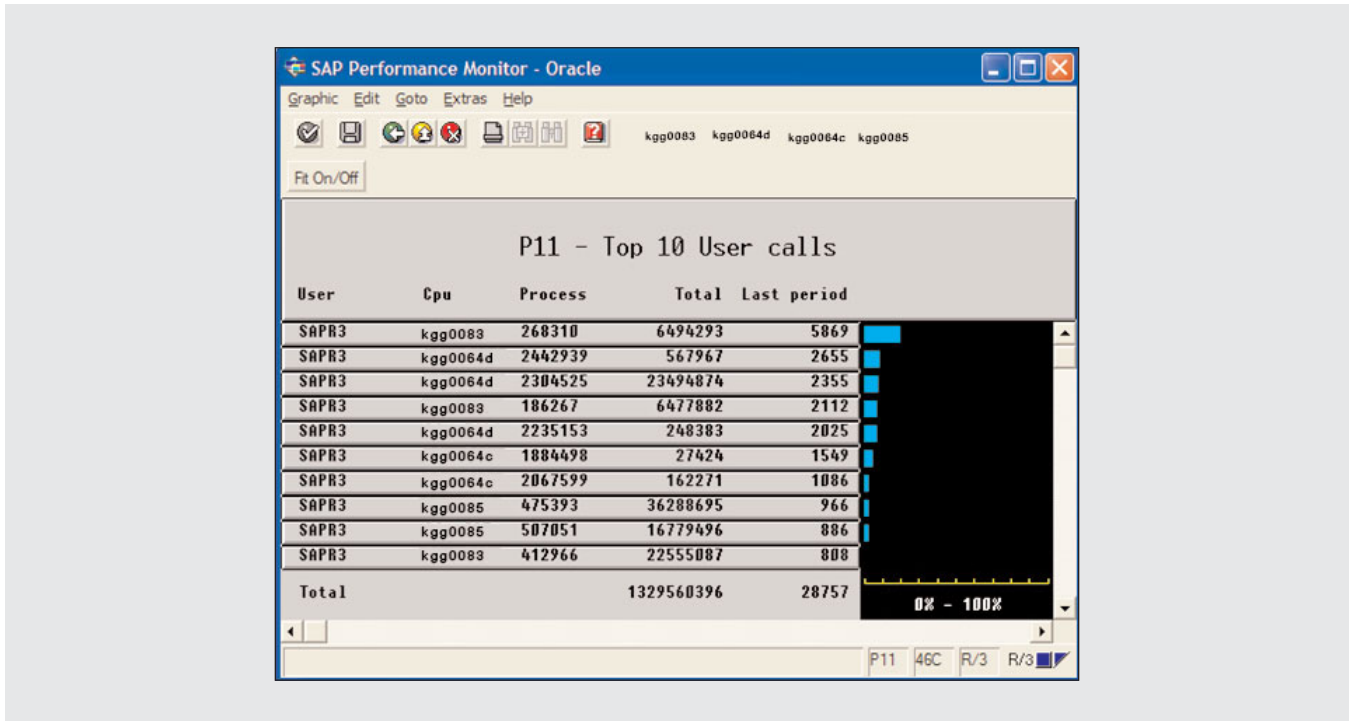 SAP Performance Monitor - Oracle
Graphic Edit Goto Extras Help
kgg0083 kgg0064d kgg0064c kgg0085
Fit On/Off
P11 - Top 10 User calls
User Cpu Process Total Last period
SAPR3 kgg0083 268310 6494293 5869
SAPR3 kgg0064d 2442939 567967 2655
SAPR3 kgg0064d 2304525 23494874 2355
SAPR3 kgg0083 186267 6477882 2112
SAPR3 kgg0064d 2235153 248383 2025
SAPR3 kgg0064c 1884498 27424 1549
SAPR3 kgg0064c 2067599 162271 1086
SAPR3 kgg0085 475393 36288695 966
SAPR3 kgg0085 507051 16779496 886
SAPR3 kgg0083 412966 22555087 808
Total 1329560396 28757
0% - 100%
P11 46C R/3 R/3